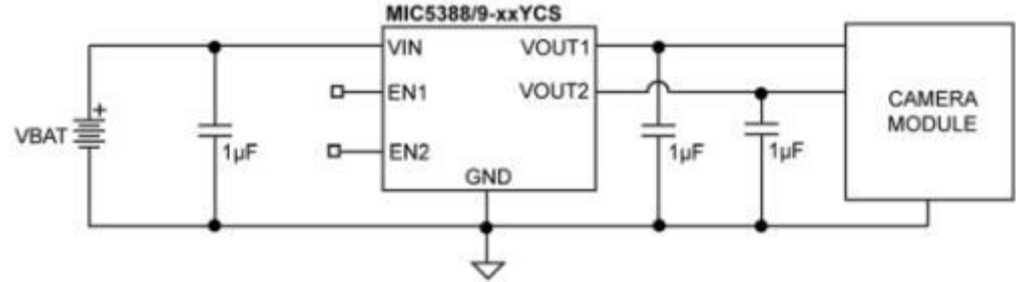 MIC5388/9-xxYCS
VIN
VOUT1
EN1
VOUT2
CAMERA
MODULE
VBAT
+
1µF
EN2
1µF
1µF
GND